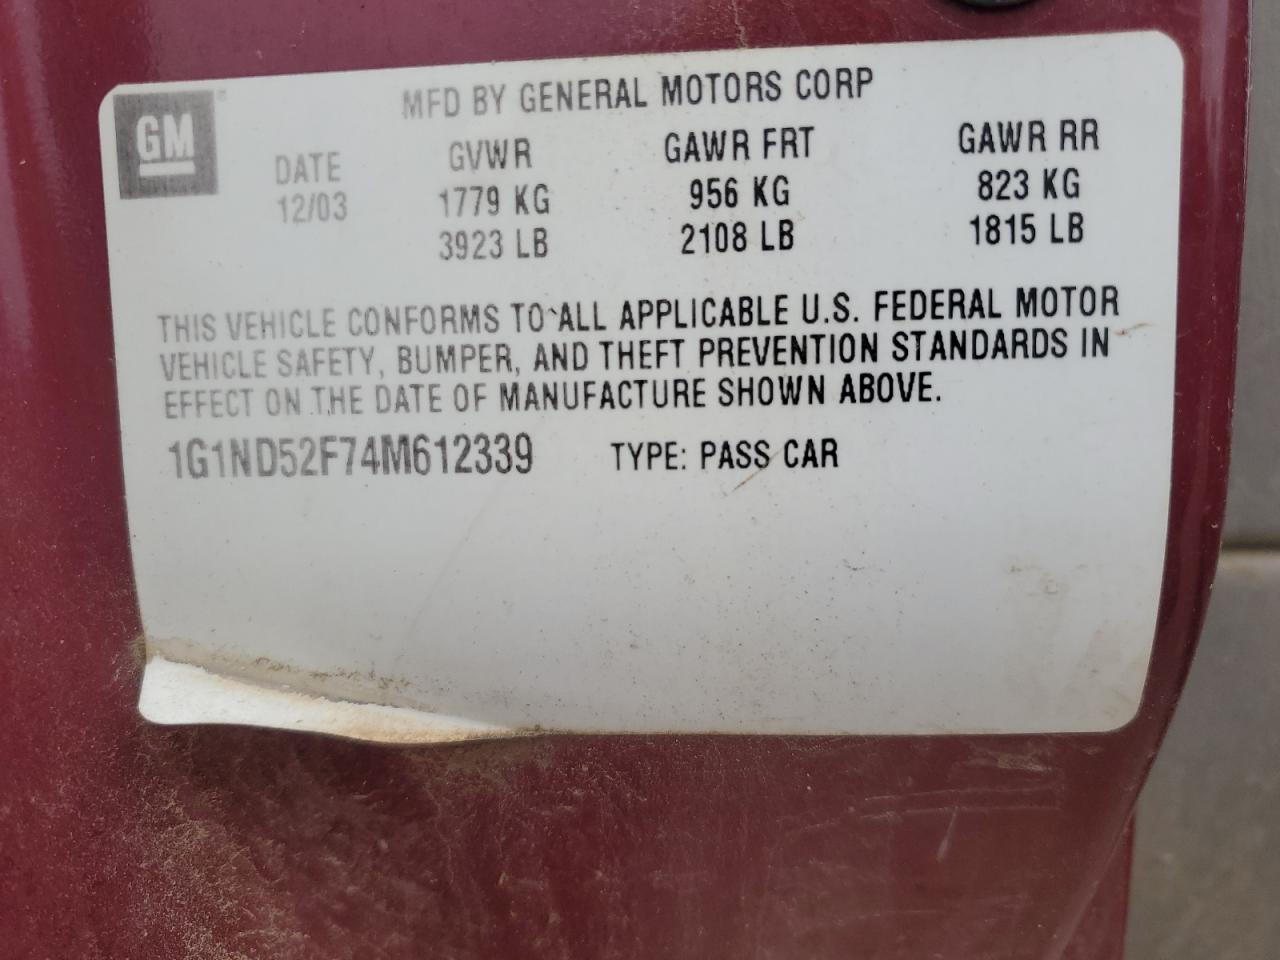 GM
MFD BY GENERAL MOTORS CORP
DATE GVWR GAWR FRT GAWR RR
12/03 1779 KG 956 KG 823 KG
3923 LB 2108 LB 1815 LB
THIS VEHICLE CONFORMS TO ALL APPLICABLE U.S. FEDERAL MOTOR
VEHICLE SAFETY, BUMPER, AND THEFT PREVENTION STANDARDS IN
EFFECT ON THE DATE OF MANUFACTURE SHOWN ABOVE.
1G1ND52F74M612339 TYPE: PASS CAR